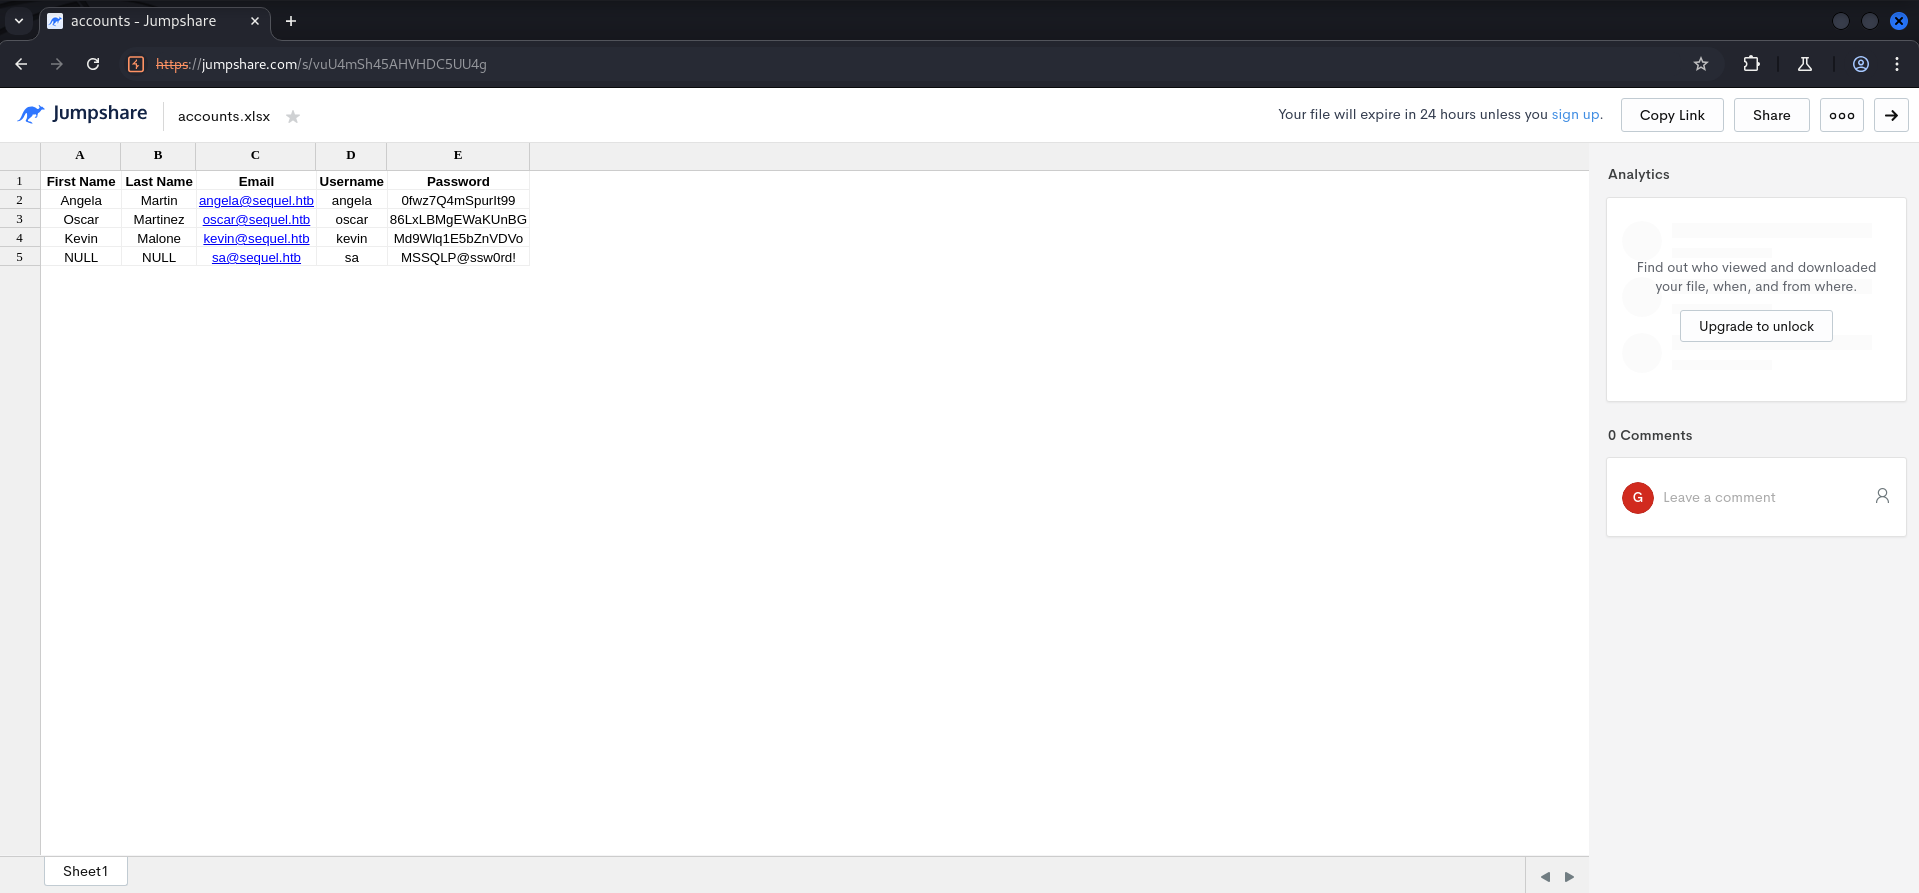 accounts - Jumpshare
https://jumpshare.com/s/vuU4mSh45AHVHDC5UU4g
Jumpshare
accounts.xlsx
Your file will expire in 24 hours unless you sign up.
Copy Link
Share
A B C D E
1 First Name Last Name Email Username Password
2 Angela Martin angela@sequel.htb angela 0fwz7Q4mSpurIt99
3 Oscar Martinez oscar@sequel.htb oscar 86LxLBMgEWaKUnBG
4 Kevin Malone kevin@sequel.htb kevin Md9Wlq1E5bZnVDVo
5 NULL NULL sa@sequel.htb sa MSSQLP@ssw0rd!
Sheet1
Analytics
Find out who viewed and downloaded
your file, when, and from where.
Upgrade to unlock
0 Comments
G
Leave a comment